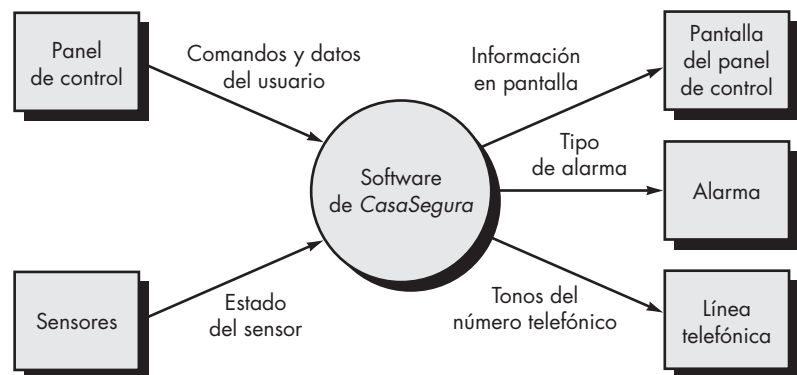 Panel
de control
Comandos y datos
del usuario
Información
en pantalla
Pantalla
del panel
de control
Software
de CasaSegura
Tipo
de alarma
Alarma
Sensores
Estado
del sensor
Tonos del
número telefónico
Línea
telefónica